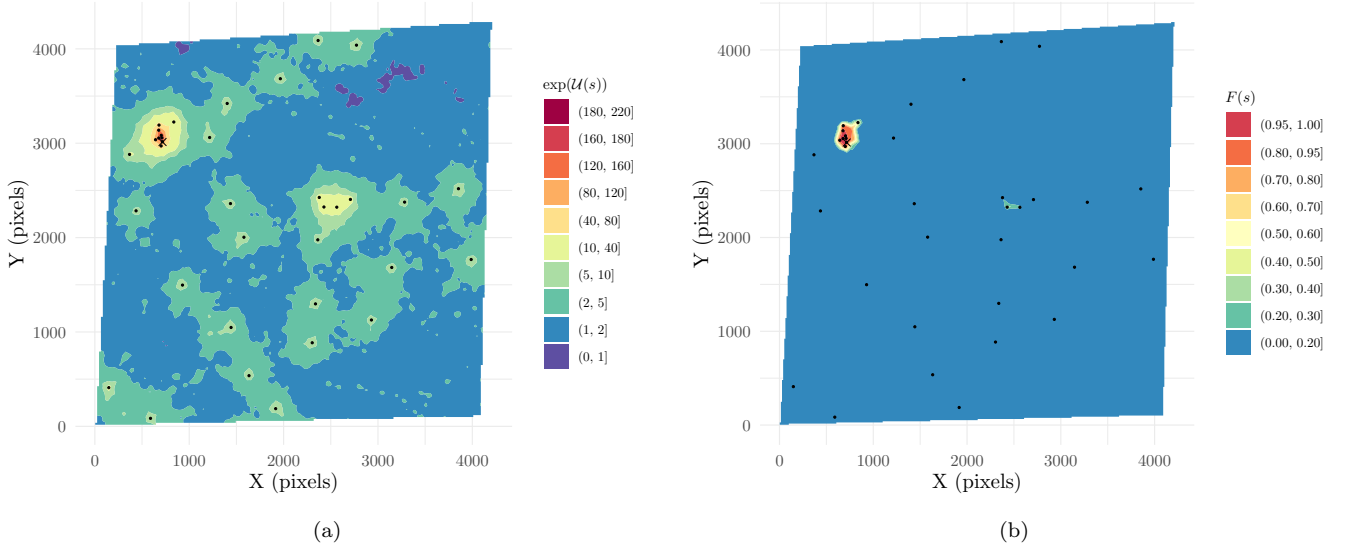 exp(𝒰(s))
(180, 220]
(160, 180]
(120, 160]
(80, 120]
(40, 80]
(10, 40]
(5, 10]
(2, 5]
(1, 2]
(0, 1]
4000
3000
2000
1000
0
Y (pixels)
0 1000 2000 3000 4000
X (pixels)
(a)
F(s)
(0.95, 1.00]
(0.80, 0.95]
(0.70, 0.80]
(0.60, 0.70]
(0.50, 0.60]
(0.40, 0.50]
(0.30, 0.40]
(0.20, 0.30]
(0.00, 0.20]
4000
3000
2000
1000
0
Y (pixels)
0 1000 2000 3000 4000
X (pixels)
(b)